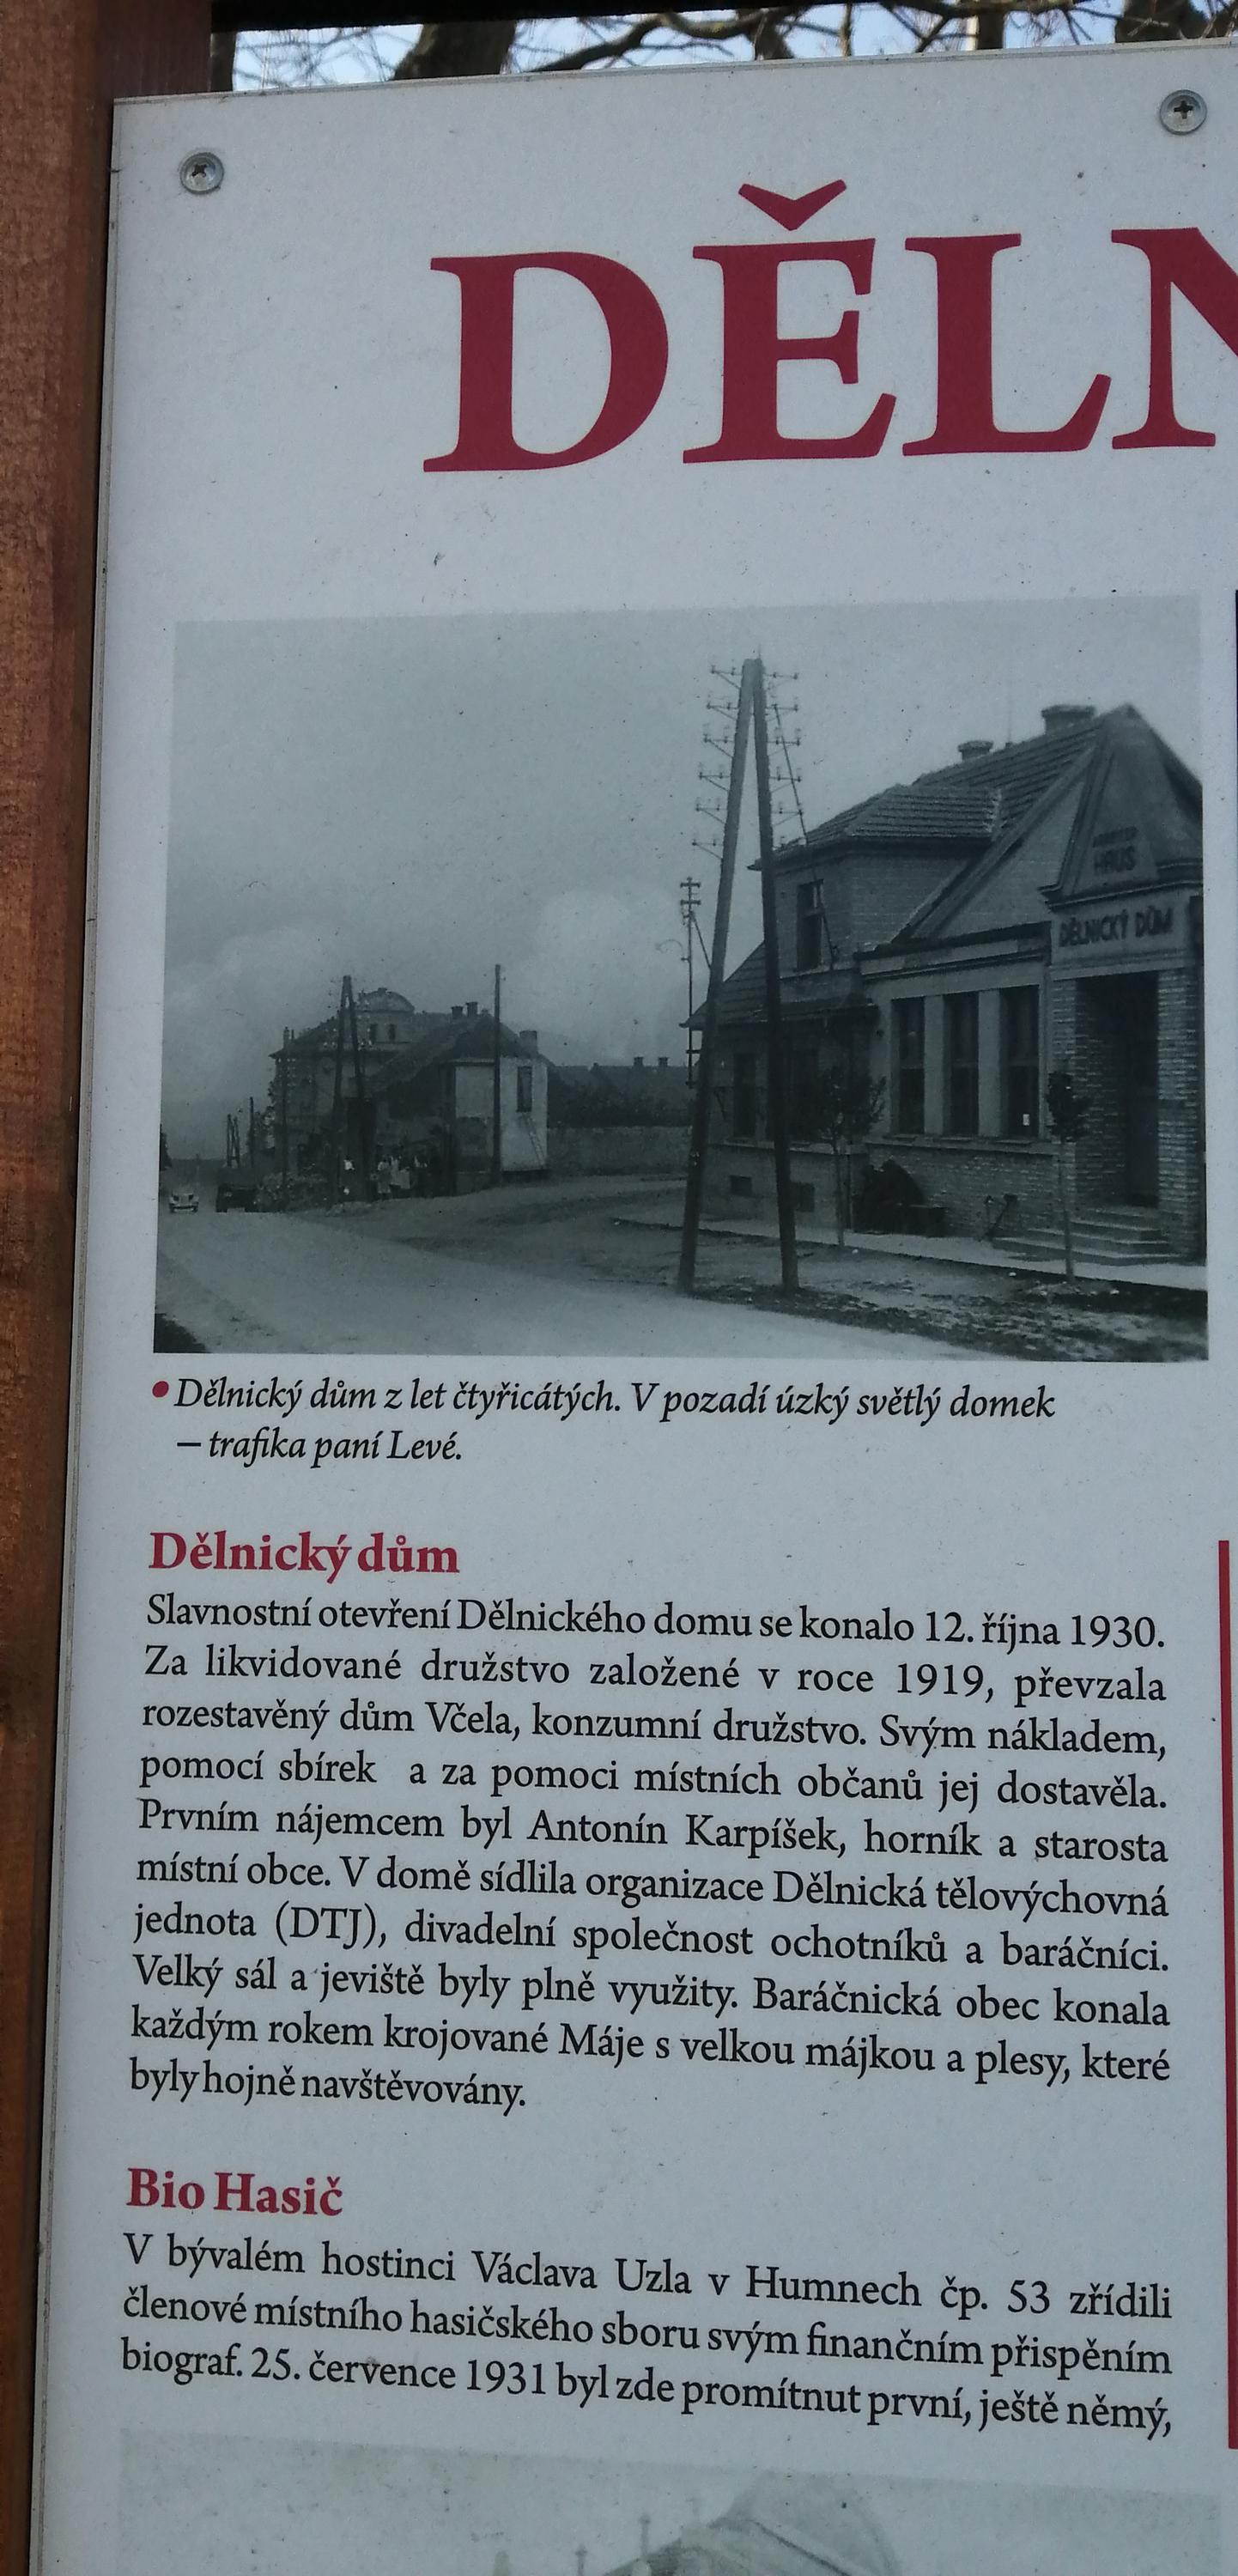 DĚLN
HAUS
DĚLNICKÝ DŮM
• Dělnický dům z let čtyřicátých. V pozadí úzký světlý domek
– trafika paní Levé.
Dělnický dům
Slavnostní otevření Dělnického domu se konalo 12. října 1930.
Za likvidované družstvo založené v roce 1919, převzala
rozestavěný dům Včela, konzumní družstvo. Svým nákladem,
pomocí sbírek a za pomoci místních občanů jej dostavěla.
Prvním nájemcem byl Antonín Karpíšek, horník a starosta
místní obce. V domě sídlila organizace Dělnická tělovýchovná
jednota (DTJ), divadelní společnost ochotníků a baráčníci.
Velký sál a jeviště byly plně využity. Baráčnická obec konala
každým rokem krojované Máje s velkou májkou a plesy, které
byly hojně navštěvovány.
Bio Hasič
V bývalém hostinci Václava Uzla v Humnech čp. 53 zřídili
členové místního hasičského sboru svým finančním přispěním
biograf. 25. července 1931 byl zde promítnut první, ještě němý,